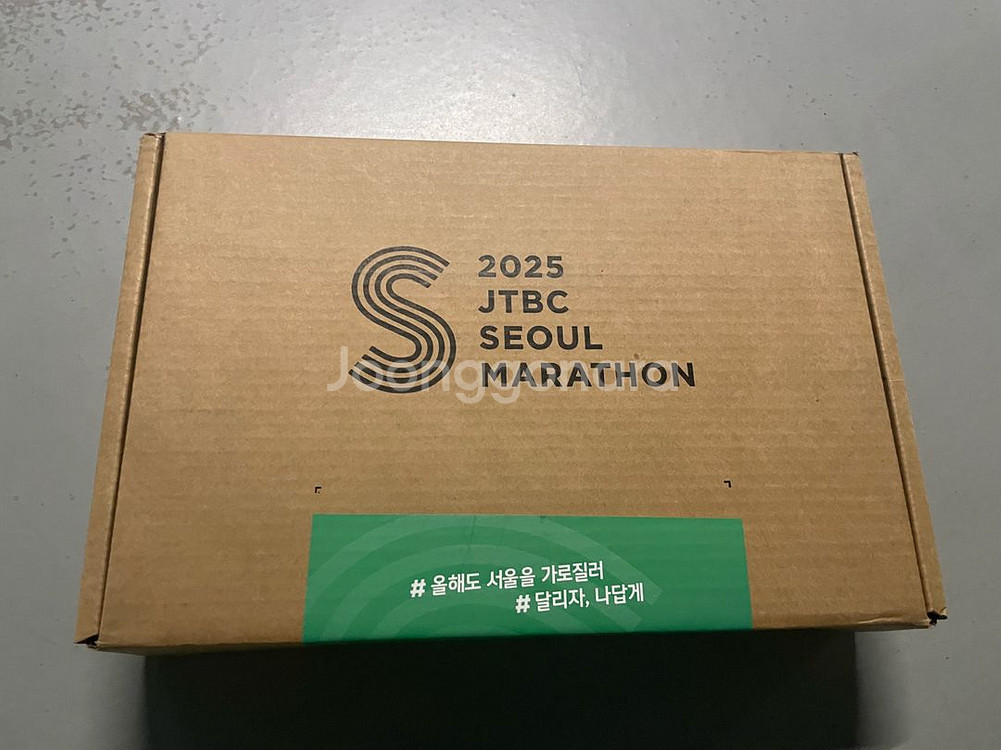 2025
JTBC
SEOUL
MARATHON
Joonggonara
# 올해도 서울을 가로질러
# 달리자, 나답게